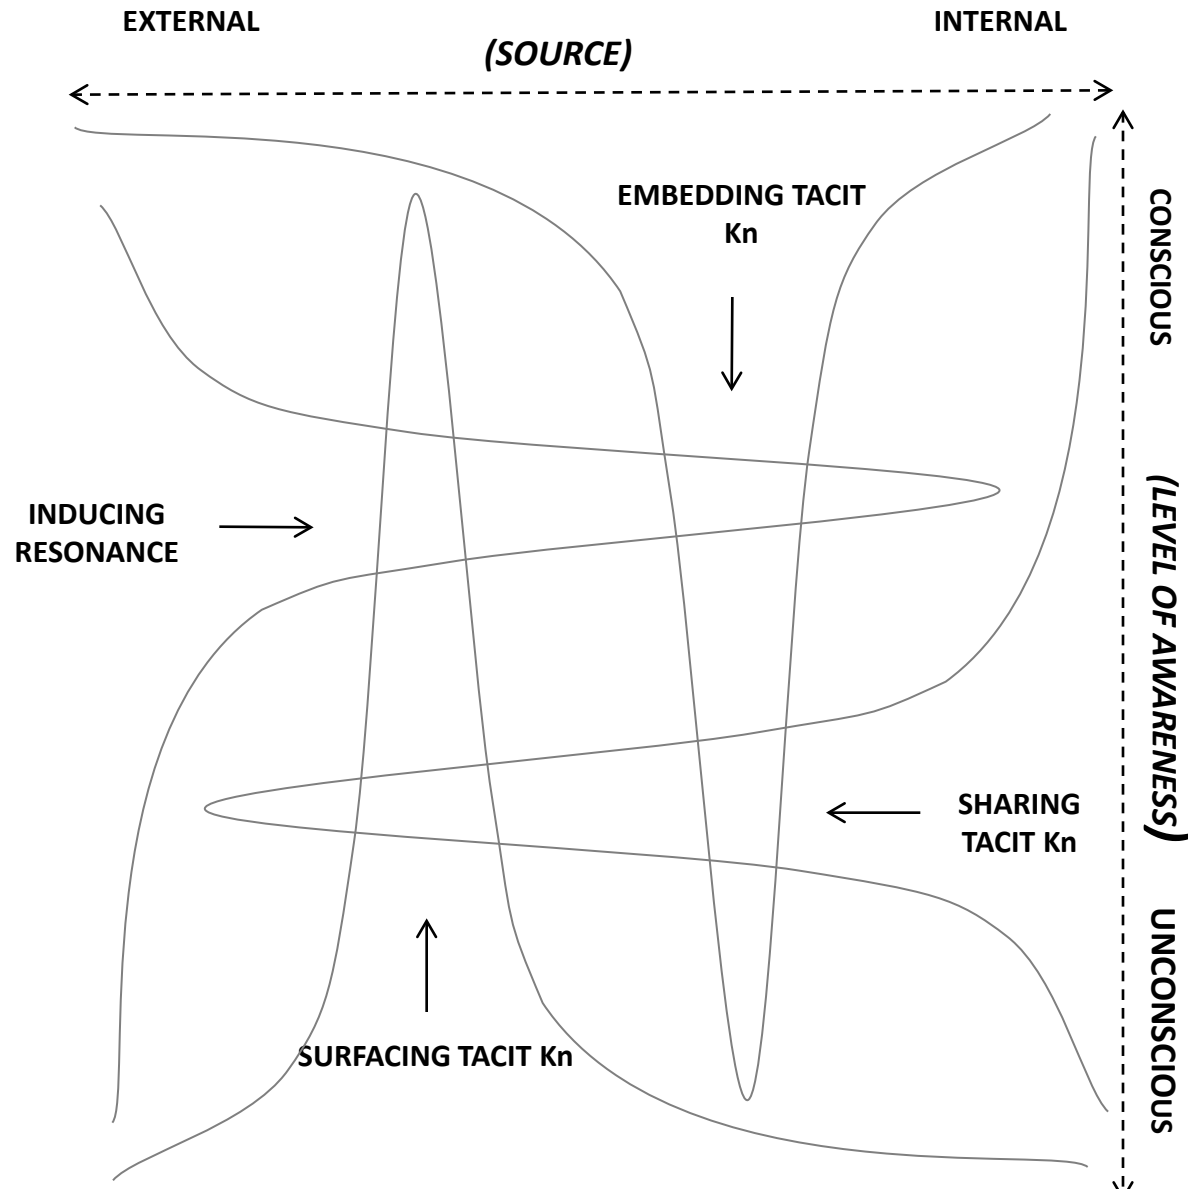 EXTERNAL
INTERNAL
(SOURCE)
EMBEDDING TACIT
Kn
CONSCIOUS
(LEVEL OF AWARENESS)
INDUCING
RESONANCE
SHARING
TACIT Kn
UNCONSCIOUS
SURFACING TACIT Kn